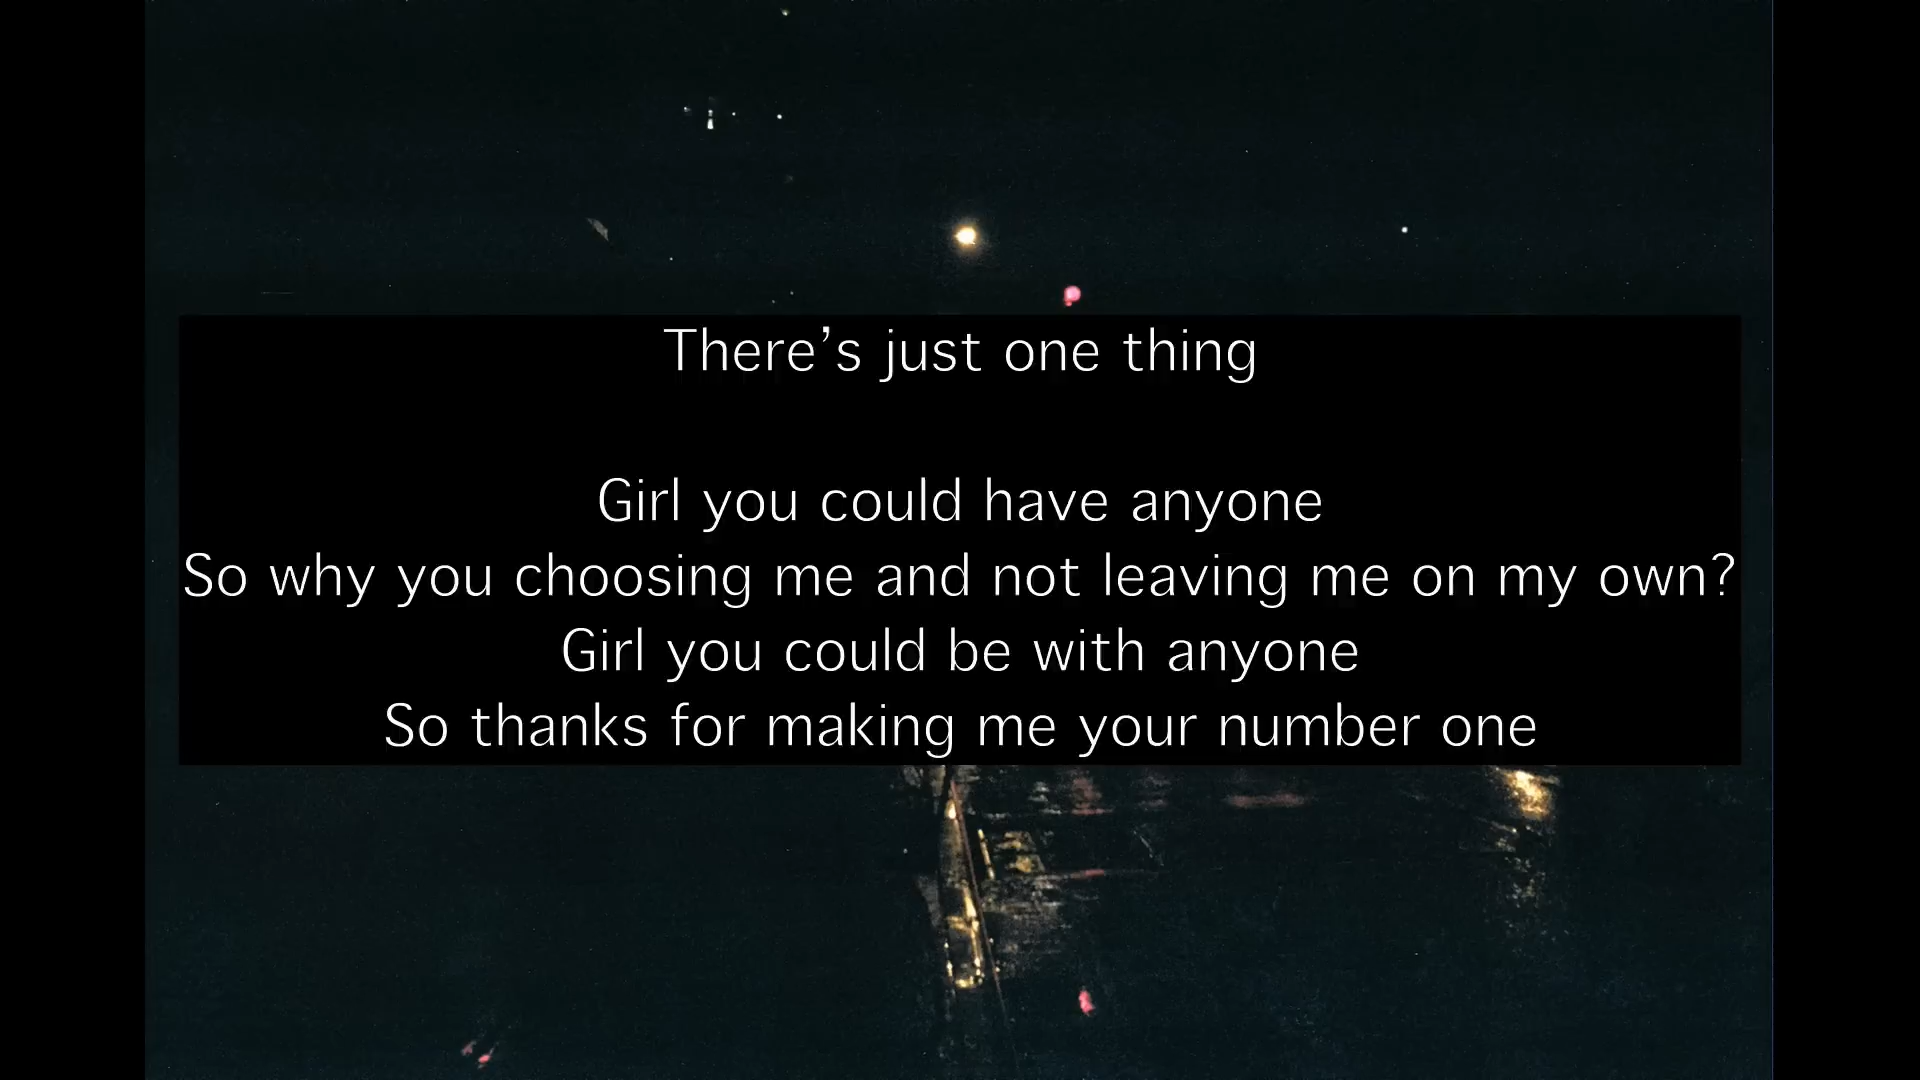 There’s just one thing
Girl you could have anyone
So why you choosing me and not leaving me on my own?
Girl you could be with anyone
So thanks for making me your number one